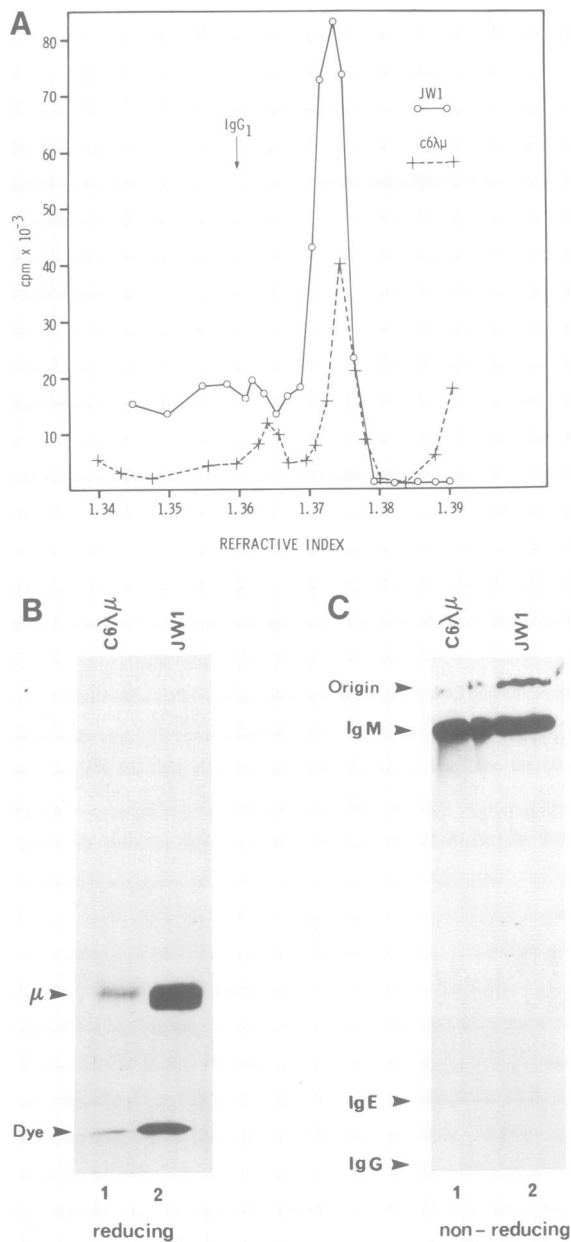 A
80
70
60
50
40
30
20
10
cpm x 10⁻³
IgG₁
JW1
c6λμ
1.34 1.35 1.36 1.37 1.38 1.39
REFRACTIVE INDEX
B
C6λμ JW1
μ
Dye
1 2
reducing
C
C6λμ JW1
Origin
IgM
IgE
IgG
1 2
non-reducing